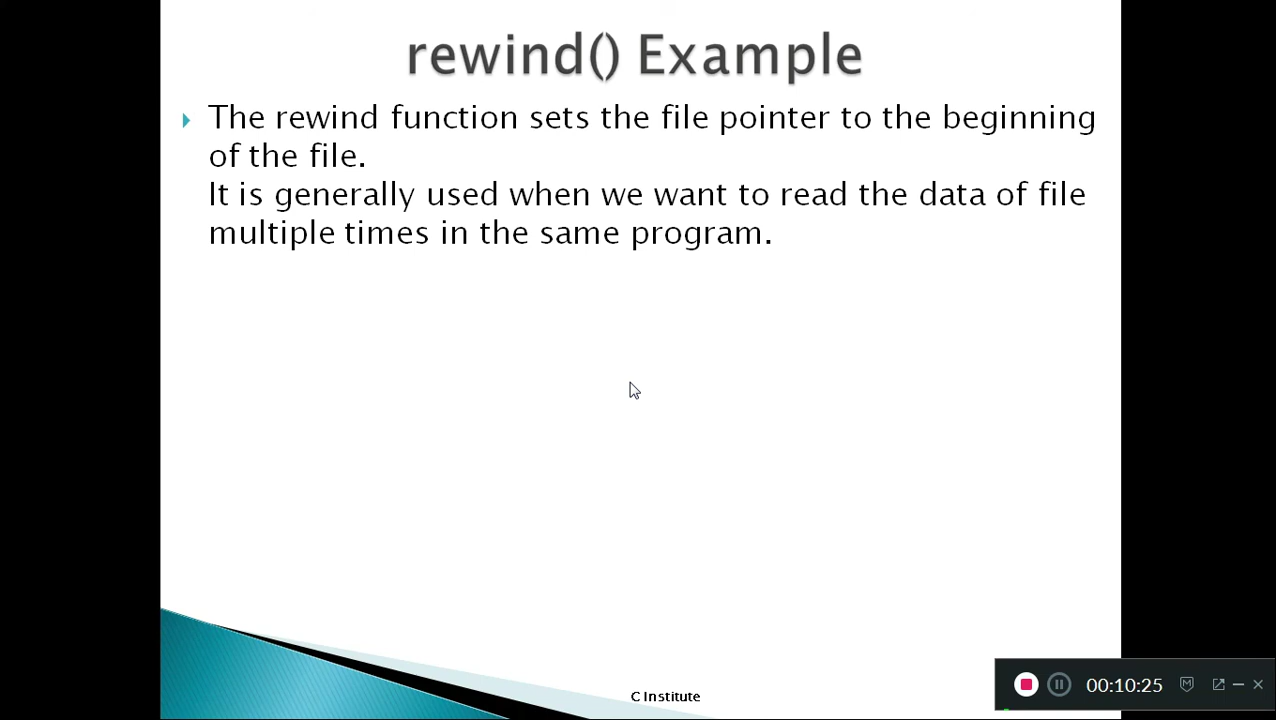 rewind() Example
The rewind function sets the file pointer to the beginning
of the file.
It is generally used when we want to read the data of file
multiple times in the same program.
C Institute
00:10:25